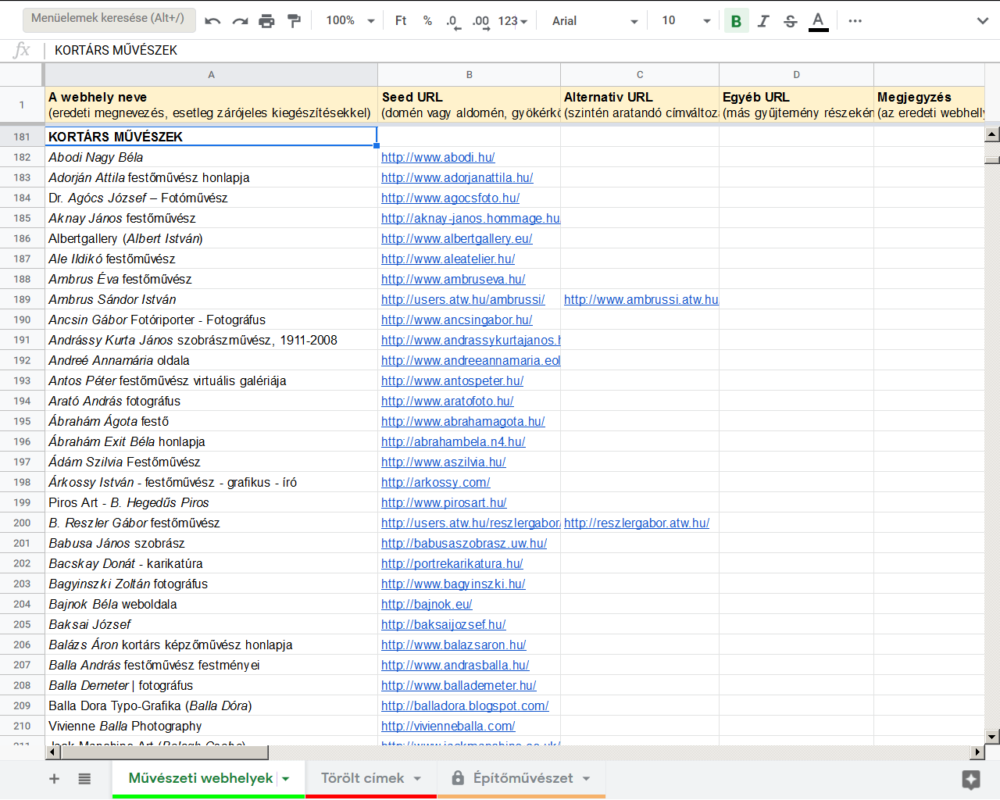 Menüelemek keresése (Alt+/) 100% Ft % .0 .00 123 Arial 10 B I S A
fx KORTÁRS MŰVÉSZEK
A B C D
1 A webhely neve Seed URL Alternativ URL Egyéb URL Megjegyzés
(eredeti megnevezés, esetleg zárójeles kiegészítésekkel) (domén vagy aldomén, gyökérkö (szintén aratandó címváltoz (más gyűjtemény részekén (az eredeti webhely
181 KORTÁRS MŰVÉSZEK
182 Abodi Nagy Béla http://www.abodi.hu/
183 Adorján Attila festőművész honlapja http://www.adorjanattila.hu/
184 Dr. Agócs József – Fotóművész http://www.agocsfoto.hu/
185 Aknay János festőművész http://aknay-janos.hommage.hu
186 Albertgallery (Albert István) http://www.albertgallery.eu/
187 Ale Ildikó festőművész http://www.aleatelier.hu/
188 Ambrus Éva festőművész http://www.ambruseva.hu/
189 Ambrus Sándor István http://users.atw.hu/ambrussi/ http://www.ambrussi.atw.hu
190 Ancsin Gábor Fotóriporter - Fotográfus http://www.ancsingabor.hu/
191 Andrássy Kurta János szobrászművész, 1911-2008 http://www.andrassykurtajanos.h
192 Andreé Annamária oldala http://www.andreeannamaria.eol
193 Antos Péter festőművész virtuális galériája http://www.antospeter.hu/
194 Arató András fotográfus http://www.aratofoto.hu/
195 Ábrahám Ágota festő http://www.abrahamagota.hu/
196 Ábrahám Exit Béla honlapja http://abrahambela.n4.hu/
197 Ádám Szilvia Festőművész http://www.aszilvia.hu/
198 Árkossy István - festőművész - grafikus - író http://arkossy.com/
199 Piros Art - B. Hegedűs Piros http://www.pirosart.hu/
200 B. Reszler Gábor festőművész http://users.atw.hu/reszlergabor/ http://reszlergabor.atw.hu/
201 Babusa János szobrász http://babusaszobrasz.uw.hu/
202 Bacskay Donát - karikatúra http://portrekarikatura.hu/
203 Bagyinszki Zoltán fotográfus http://www.bagyinszki.hu/
204 Bajnok Béla weboldala http://bajnok.eu/
205 Baksai József http://baksaijozsef.hu/
206 Balázs Áron kortárs képzőművész honlapja http://www.balazsaron.hu/
207 Balla András festőművész festményei http://www.andrasballa.hu/
208 Balla Demeter | fotográfus http://www.ballademeter.hu/
209 Balla Dora Typo-Grafika (Balla Dóra) http://balladora.blogspot.com/
210 Vivienne Balla Photography http://vivienneballa.com/
Művészeti webhelyek Törölt címek Építőművészet